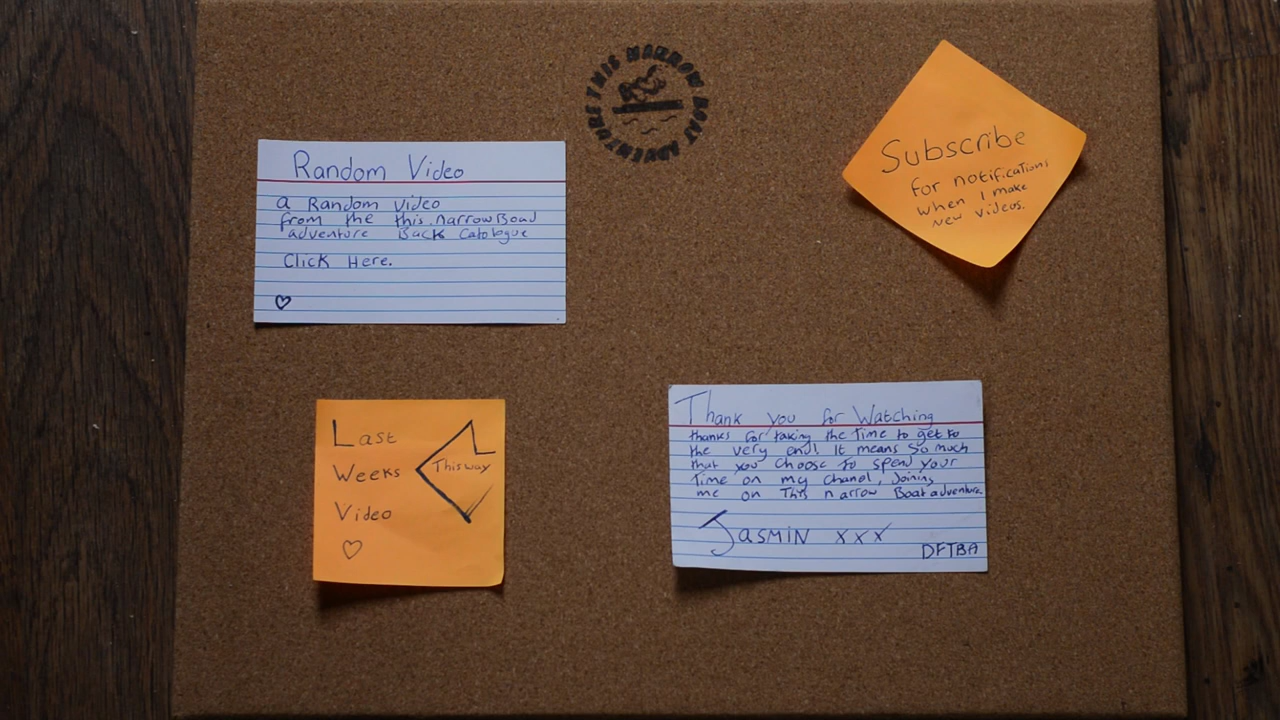 THIS NARROW BOAT ADVENTURE
Random Video
a Random Video
from the this.narrowBoad
adventure Back Catologue
Click Here.
Subscribe
for notifications
when I make
new videos.
Last
Weeks
Video
This way
Thank you for Watching
thanks for taking the time to get to
the very end. It means so much
that you choose to spend your
time on my chanel, joining
me on This narrow Boat adventure.
Jasmin xxx
DFTBA